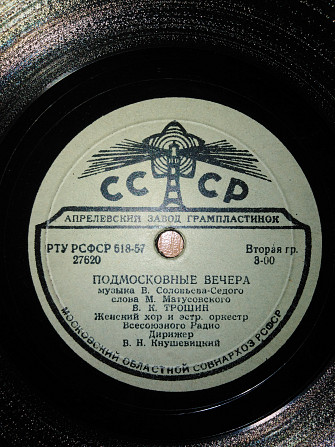 СССР
АПРЕЛЕВСКИЙ ЗАВОД ГРАМПЛАСТИНОК
РТУ РСФСР 518-57
27620
Вторая гр.
3-00
ПОДМОСКОВНЫЕ ВЕЧЕРА
музыка В. Соловьева-Седого
слова М. Матусовского
В. К. ТРОШИН
Женский хор и эстр. оркестр
Всесоюзного Радио
Дирижер
В. Н. Кнушевицкий
МОСКОВСКИЙ ОБЛАСТНОЙ СОВНАРХОЗ РСФСР